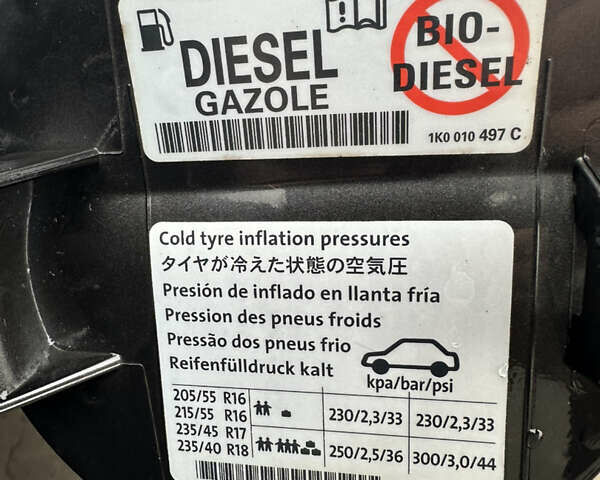 DIESEL
GAZOLE
BIO-
DIESEL
1K0 010 497 C
Cold tyre inflation pressures
タイヤが冷えた状態の空気圧
Presión de inflado en llanta fría
Pression des pneus froids
Pressão dos pneus frio
Reifenfülldruck kalt
kpa/bar/psi
205/55 R16
215/55 R16 230/2,3/33 230/2,3/33
235/45 R17
235/40 R18 250/2,5/36 300/3,0/44